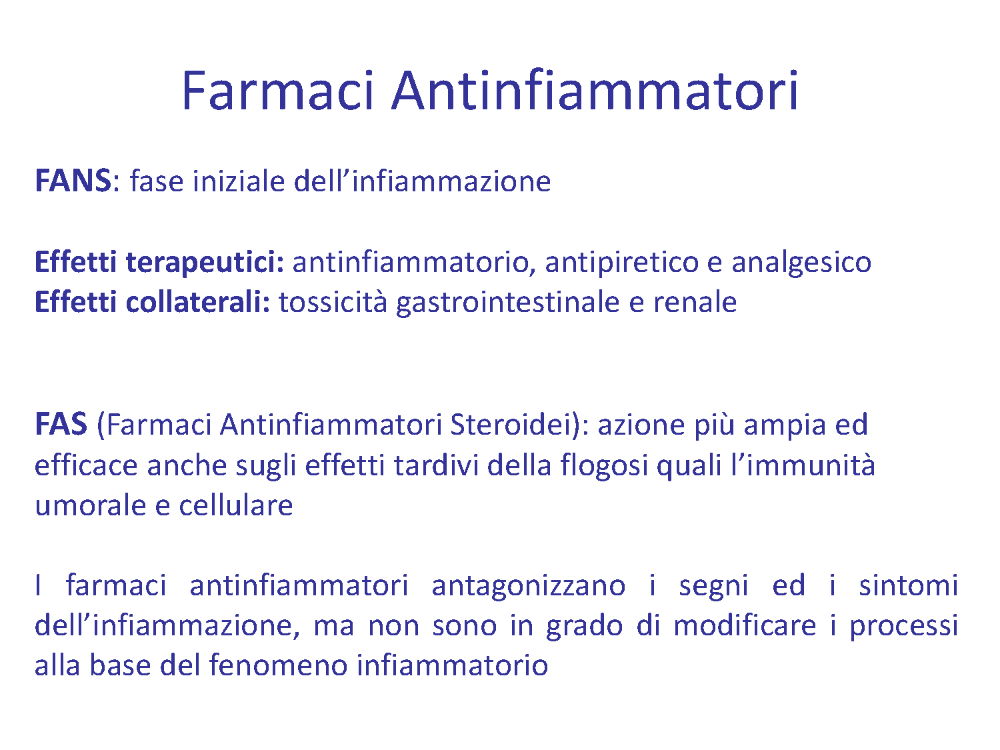 Farmaci Antinfiammatori
FANS: fase iniziale dell’infiammazione
Effetti terapeutici: antinfiammatorio, antipiretico e analgesico
Effetti collaterali: tossicità gastrointestinale e renale
FAS (Farmaci Antinfiammatori Steroidei): azione più ampia ed
efficace anche sugli effetti tardivi della flogosi quali l’immunità
umorale e cellulare
I farmaci antinfiammatori antagonizzano i segni ed i sintomi
dell’infiammazione, ma non sono in grado di modificare i processi
alla base del fenomeno infiammatorio